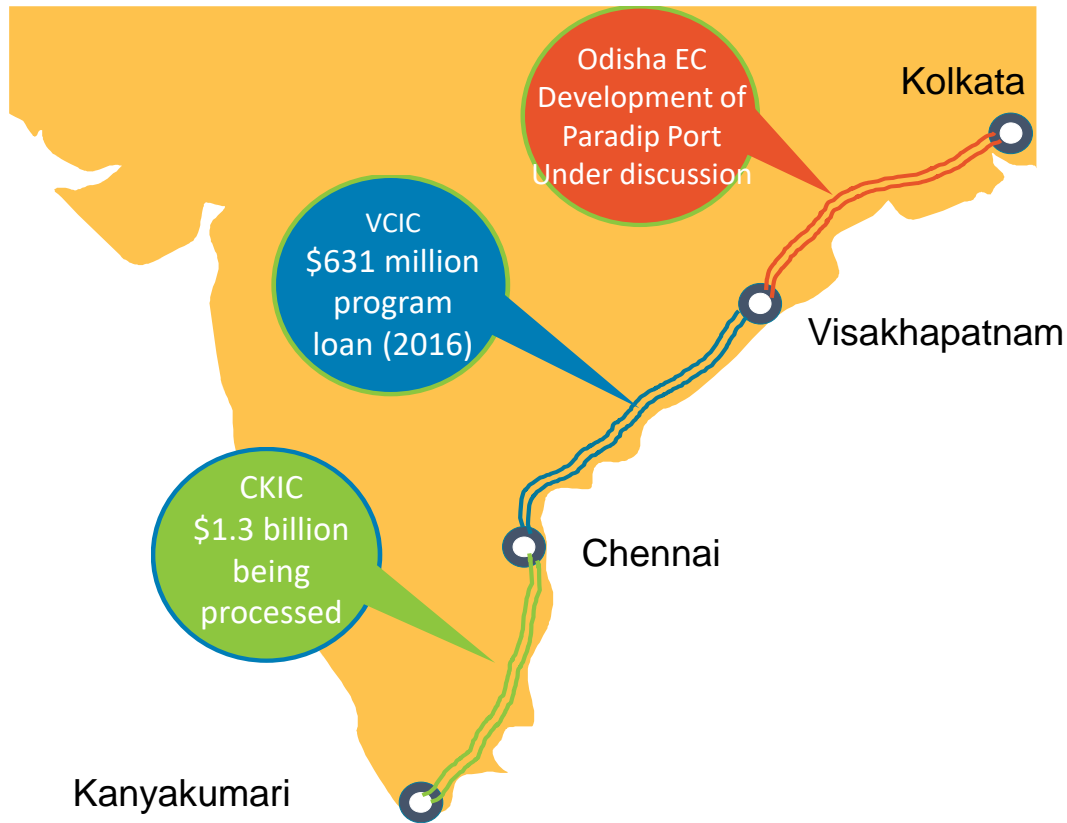 Odisha EC
Development of
Paradip Port
Under discussion
Kolkata
VCIC
$631 million
program
loan (2016)
Visakhapatnam
CKIC
$1.3 billion
being
processed
Chennai
Kanyakumari